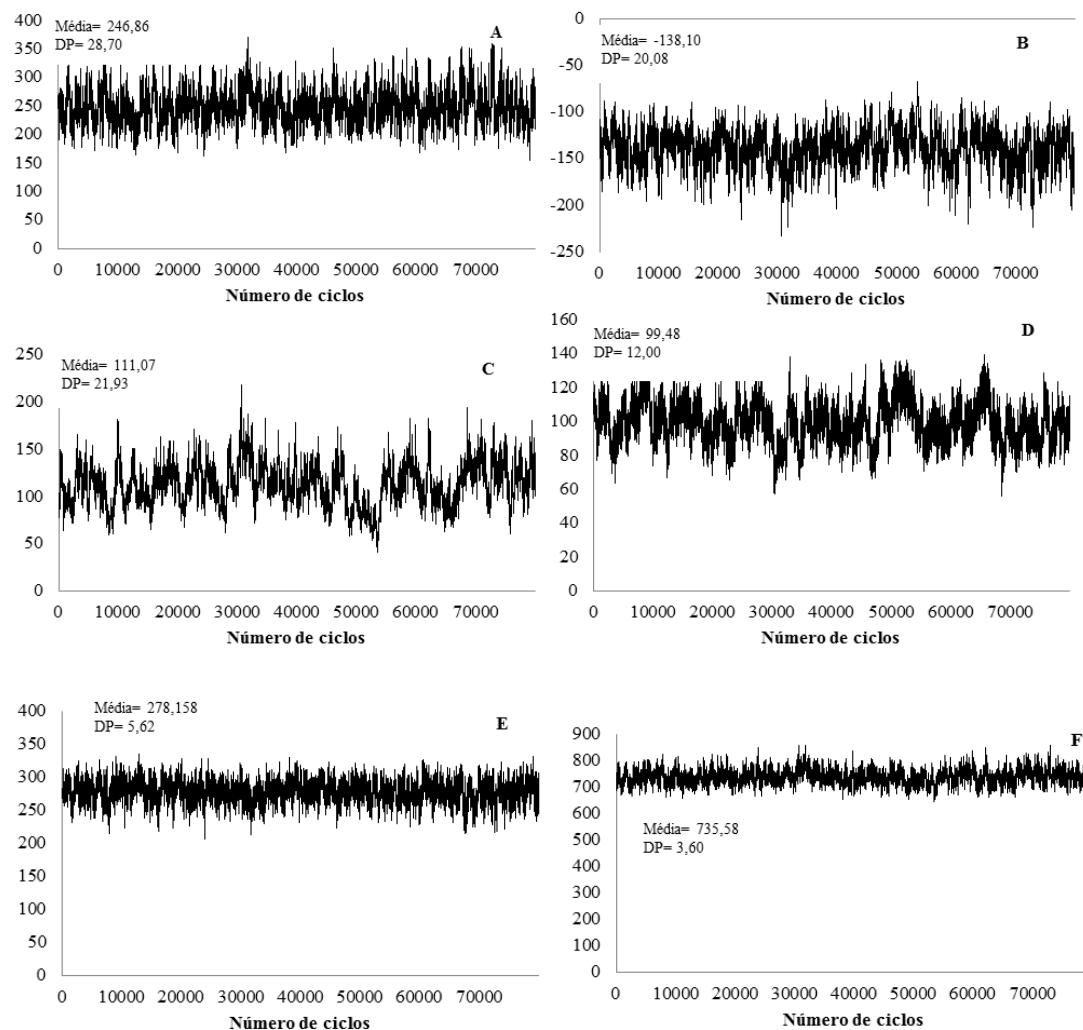 Média= 246,86
DP= 28,70
A
400
350
300
250
200
150
100
50
0
0 10000 20000 30000 40000 50000 60000 70000
Número de ciclos
Média= -138,10
DP= 20,08
B
0
-50
-100
-150
-200
-250
0 10000 20000 30000 40000 50000 60000 70000
Número de ciclos
Média= 111,07
DP= 21,93
C
250
200
150
100
50
0
0 10000 20000 30000 40000 50000 60000 70000
Número de ciclos
Média= 99,48
DP= 12,00
D
160
140
120
100
80
60
40
20
0
0 10000 20000 30000 40000 50000 60000 70000
Número de ciclos
Média= 278,158
DP= 5,62
E
400
350
300
250
200
150
100
50
0
0 10000 20000 30000 40000 50000 60000 70000
Número de ciclos
F
900
800
700
600
500
400
300
200
100
0
Média= 735,58
DP= 3,60
0 10000 20000 30000 40000 50000 60000 70000
Número de ciclos